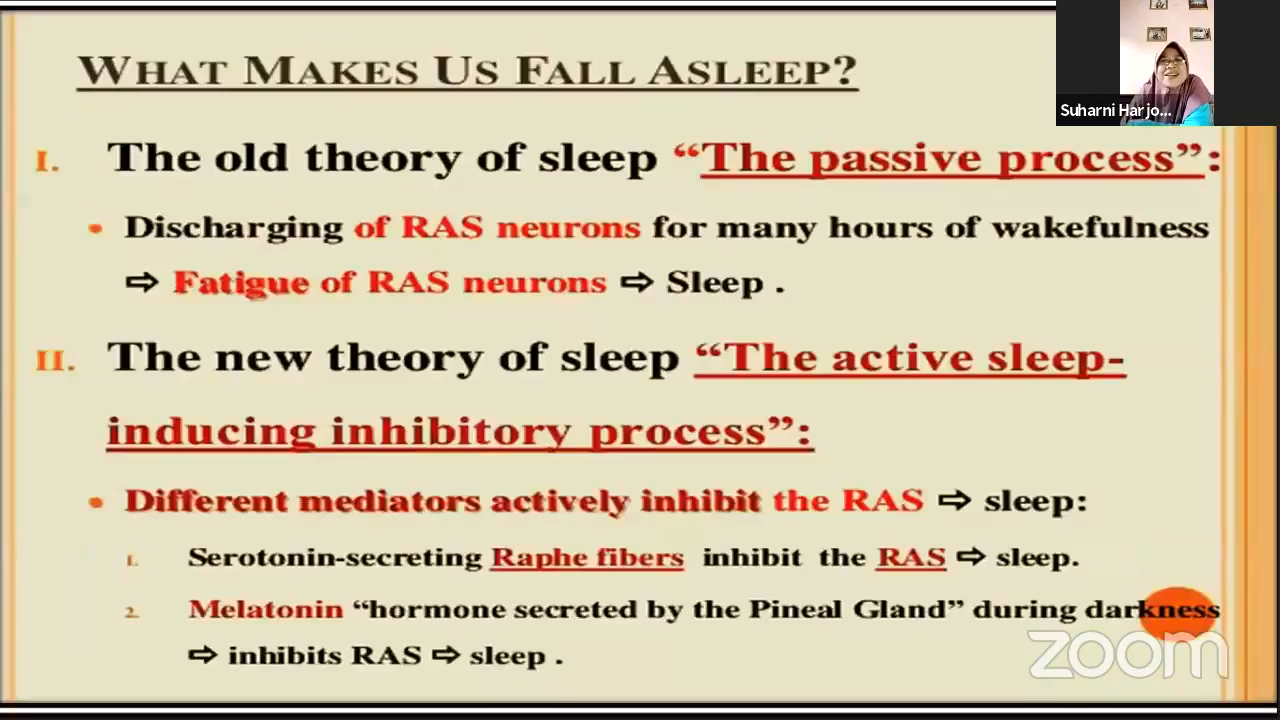 WHAT MAKES US FALL ASLEEP?
Suharni Harjo...
I. The old theory of sleep “The passive process”:
• Discharging of RAS neurons for many hours of wakefulness
⇨ Fatigue of RAS neurons ⇨ Sleep .
II. The new theory of sleep “The active sleep-
inducing inhibitory process”:
• Different mediators actively inhibit the RAS ⇨ sleep:
1. Serotonin-secreting Raphe fibers inhibit the RAS ⇨ sleep.
2. Melatonin “hormone secreted by the Pineal Gland” during darkness
⇨ inhibits RAS ⇨ sleep .
zoom